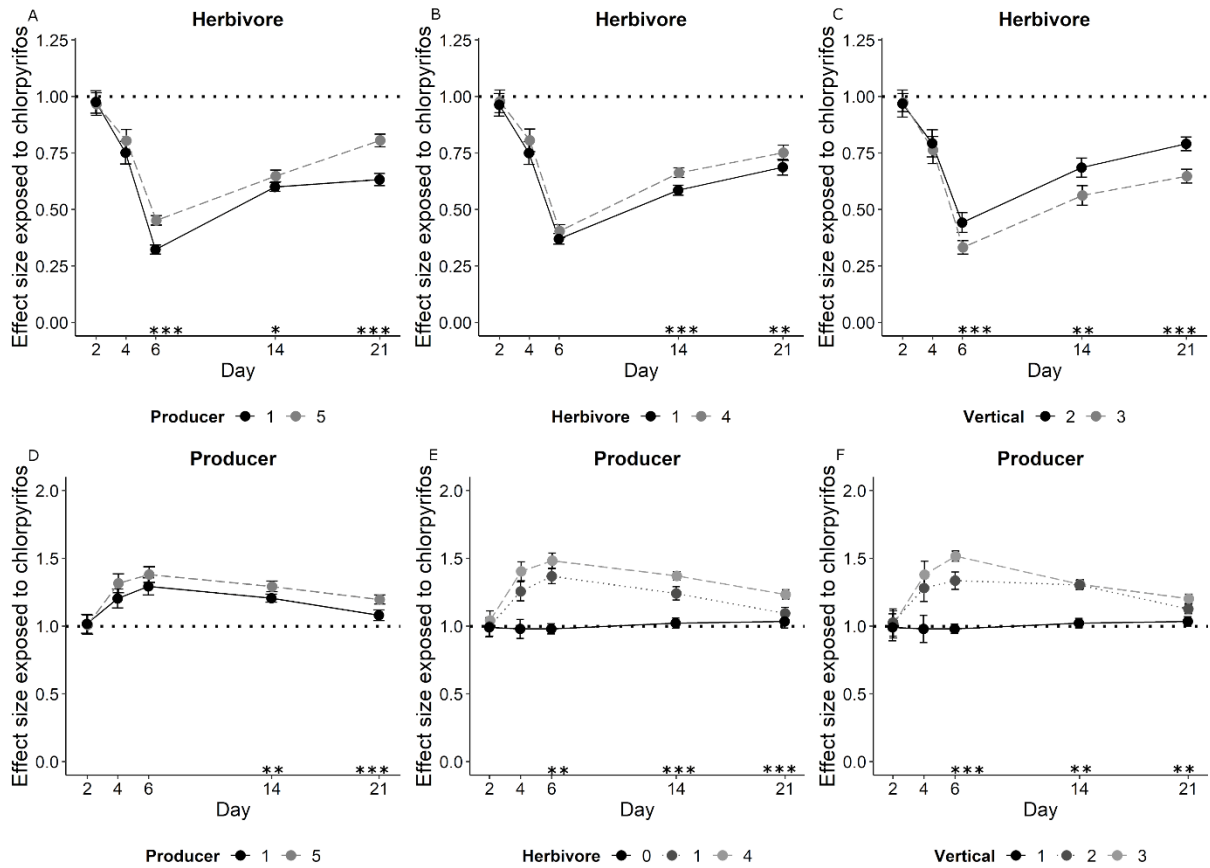 A
Herbivore
Effect size exposed to chlorpyrifos
1.25
1.00
0.75
0.50
0.25
0.00
*** * ***
2 4 6 14 21
Day
Producer 1 5
B
Herbivore
Effect size exposed to chlorpyrifos
1.25
1.00
0.75
0.50
0.25
0.00
*** **
2 4 6 14 21
Day
Herbivore 1 4
C
Herbivore
Effect size exposed to chlorpyrifos
1.25
1.00
0.75
0.50
0.25
0.00
*** ** ***
2 4 6 14 21
Day
Vertical 2 3
D
Producer
Effect size exposed to chlorpyrifos
2.0
1.5
1.0
0.5
0.0
** ***
2 4 6 14 21
Day
Producer 1 5
E
Producer
Effect size exposed to chlorpyrifos
2.0
1.5
1.0
0.5
0.0
** *** ***
2 4 6 14 21
Day
Herbivore 0 1 4
F
Producer
Effect size exposed to chlorpyrifos
2.0
1.5
1.0
0.5
0.0
*** ** **
2 4 6 14 21
Day
Vertical 1 2 3